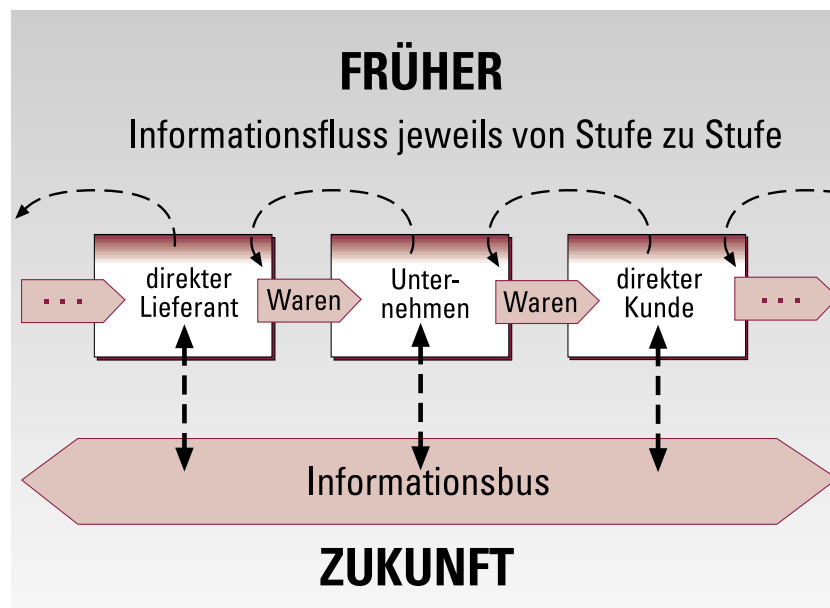 FRÜHER
Informationsfluss jeweils von Stufe zu Stufe
...
direkter
Lieferant
Waren
Unter-
nehmen
Waren
direkter
Kunde
...
Informationsbus
ZUKUNFT